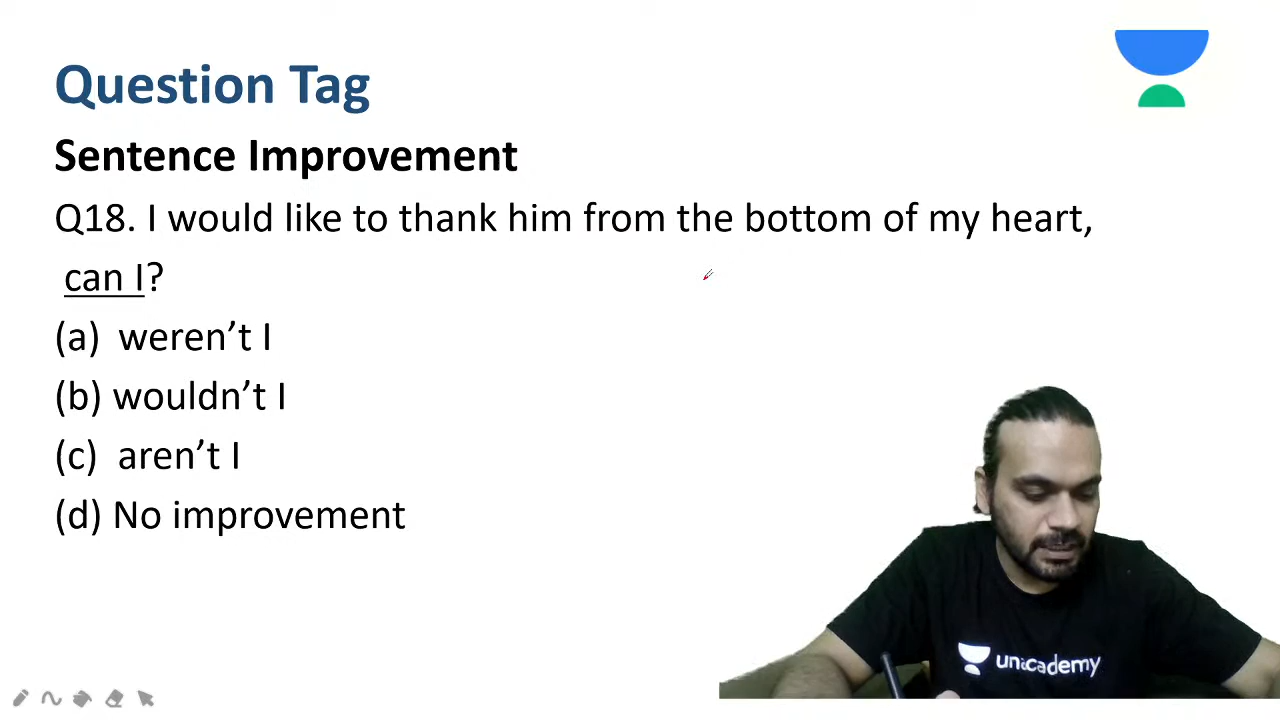 Question Tag
Sentence Improvement
Q18. I would like to thank him from the bottom of my heart,
can I?
(a) weren’t I
(b) wouldn’t I
(c) aren’t I
(d) No improvement
unacademy